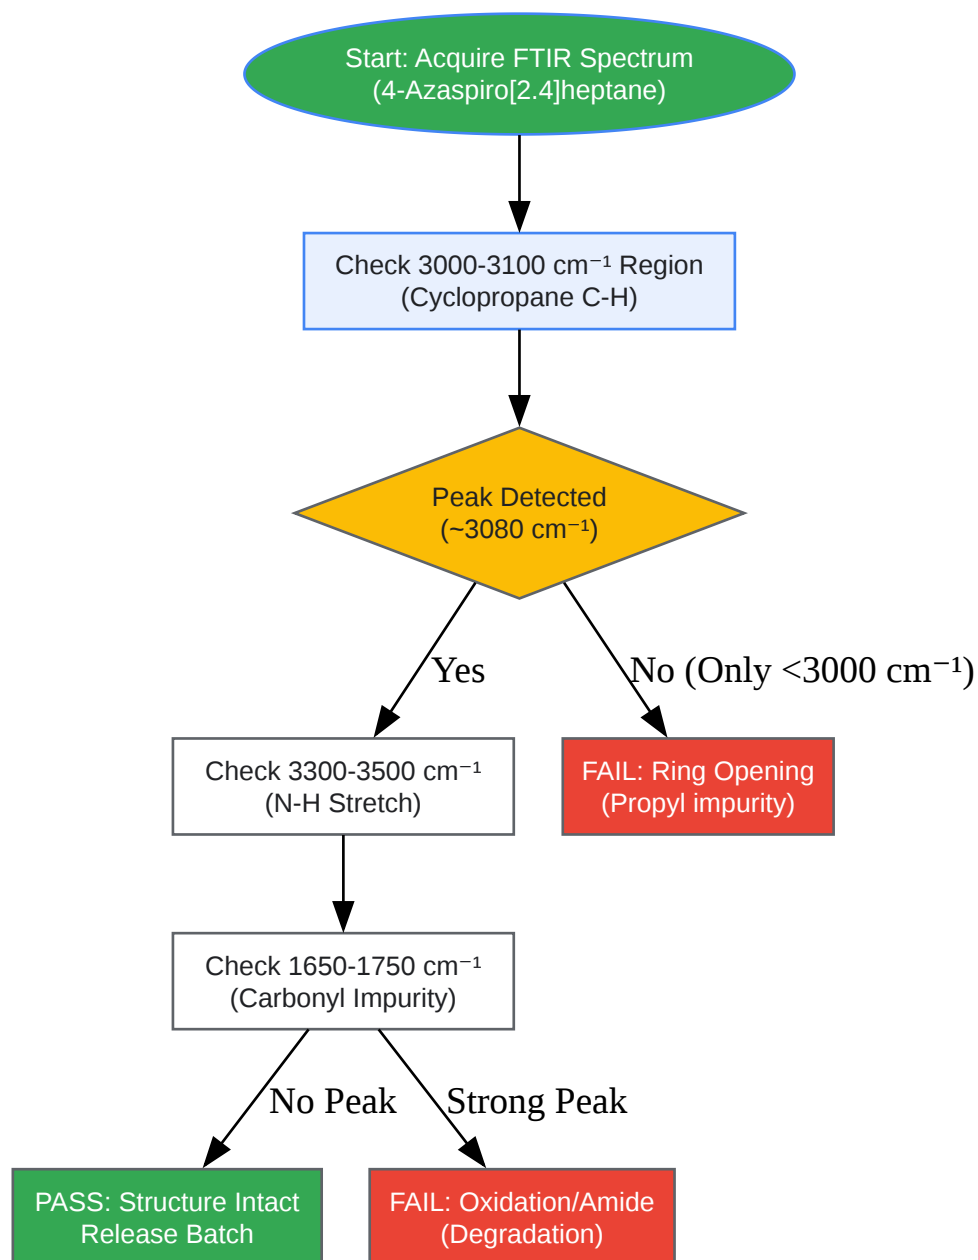 Start: Acquire FTIR Spectrum
(4-Azaspiro[2.4]heptane)
Check 3000-3100 cm⁻¹ Region
(Cyclopropane C-H)
Peak Detected
(~3080 cm⁻¹)
Yes
No (Only <3000 cm⁻¹)
Check 3300-3500 cm⁻¹
(N-H Stretch)
FAIL: Ring Opening
(Propyl impurity)
Check 1650-1750 cm⁻¹
(Carbonyl Impurity)
No Peak
Strong Peak
PASS: Structure Intact
Release Batch
FAIL: Oxidation/Amide
(Degradation)